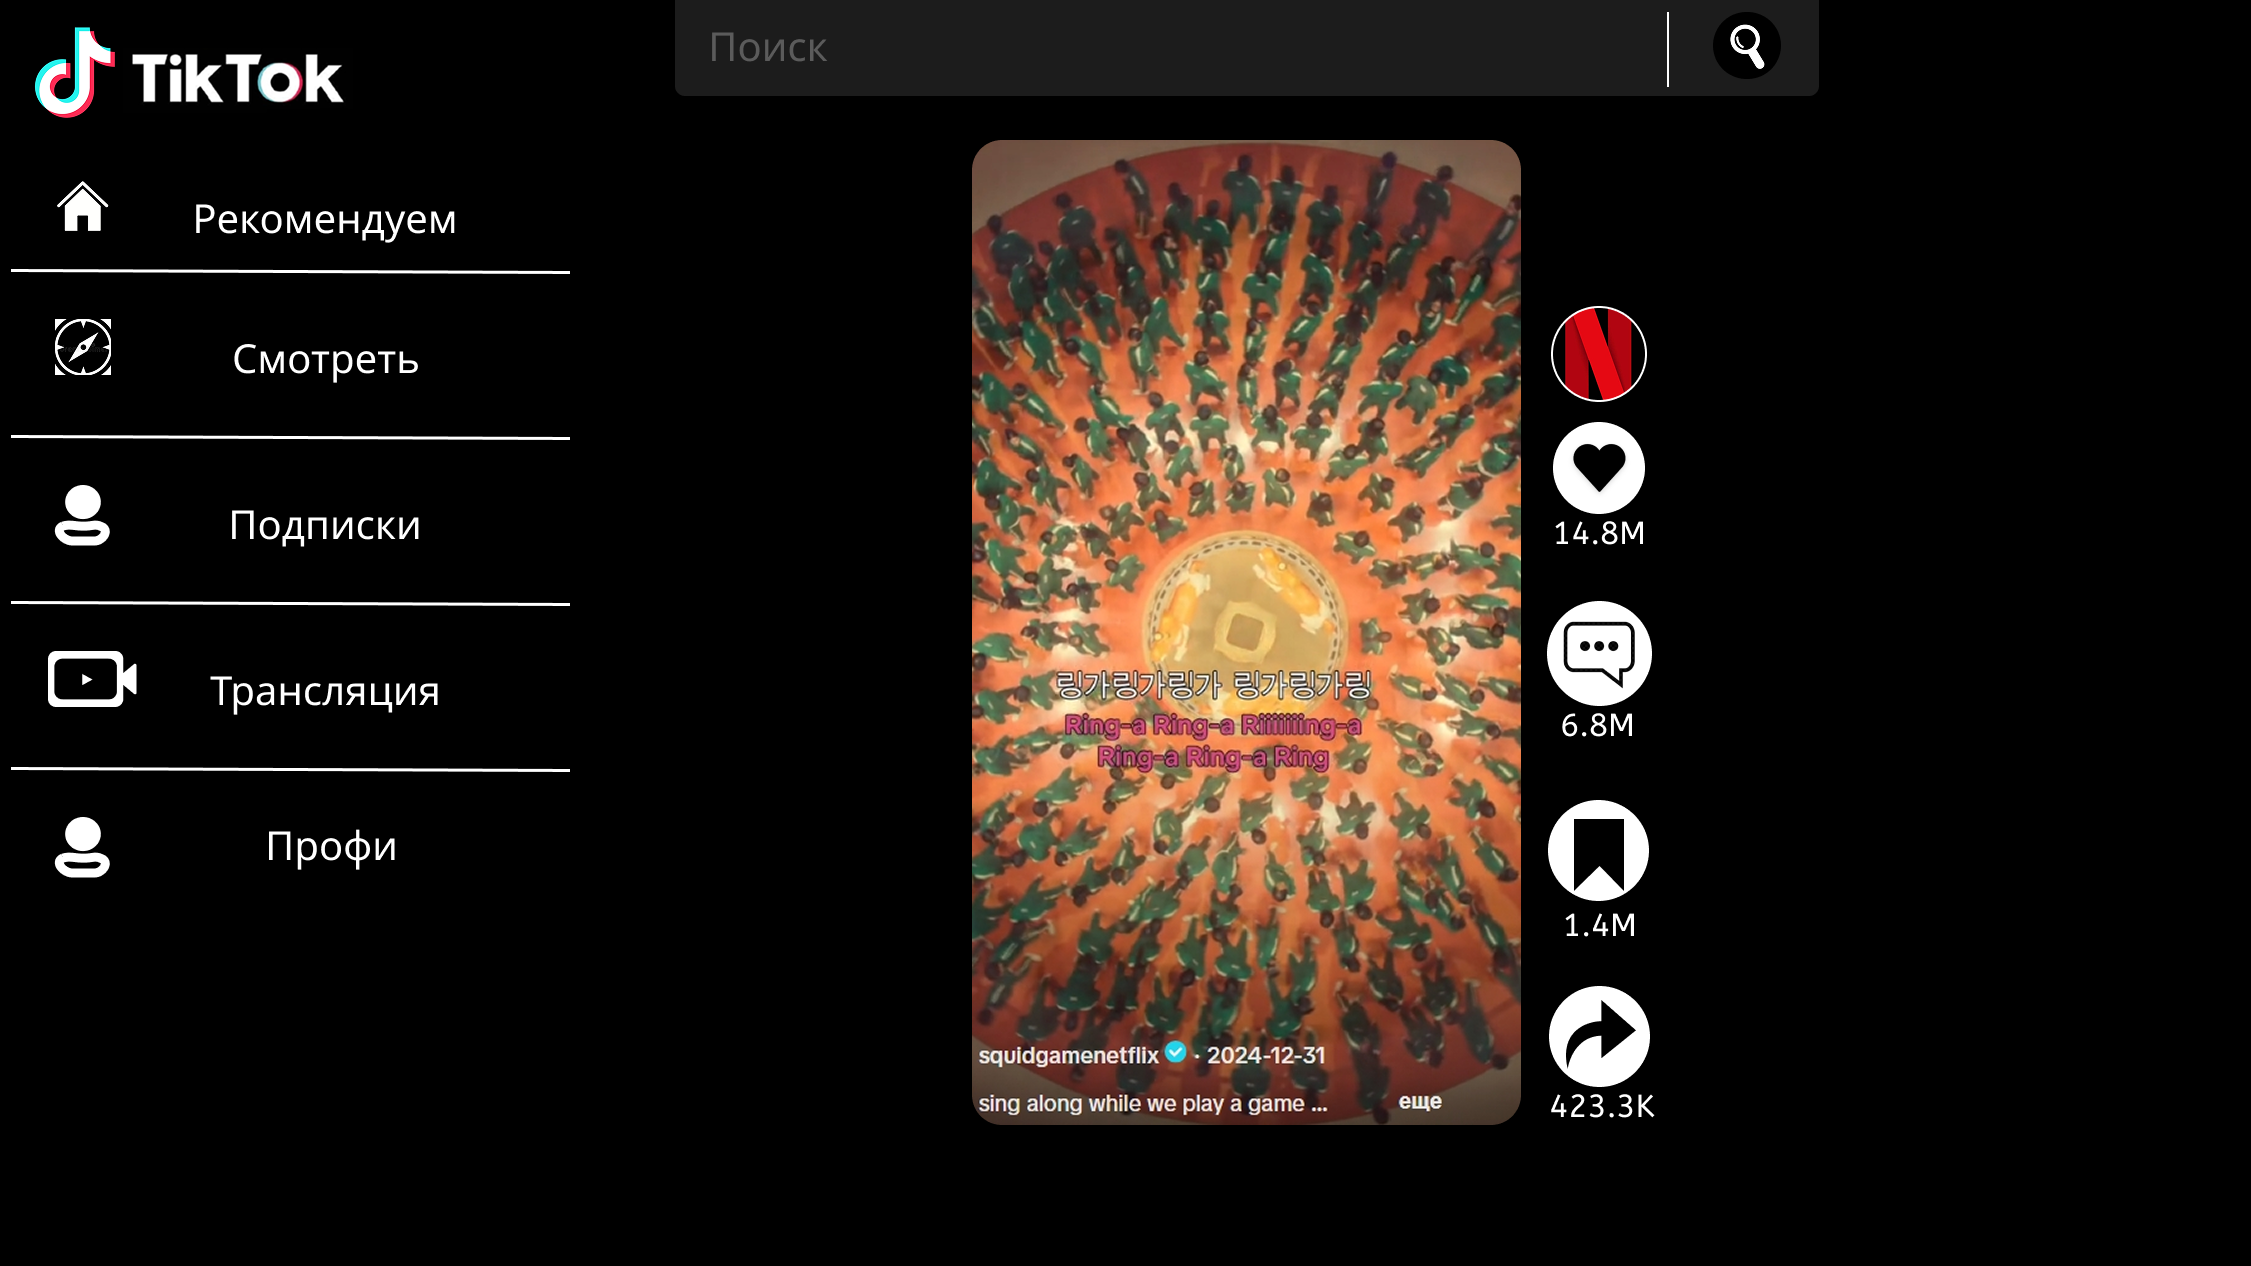 TikTok
Поиск
Рекомендуем
Смотреть
Подписки
Трансляция
Профи
링가링가링가 링가링가링
Ring-a Ring-a Riiiiiiing-a
Ring-a Ring-a Ring
squidgamenetflix · 2024-12-31
sing along while we play a game ... еще
14.8M
6.8M
1.4M
423.3K